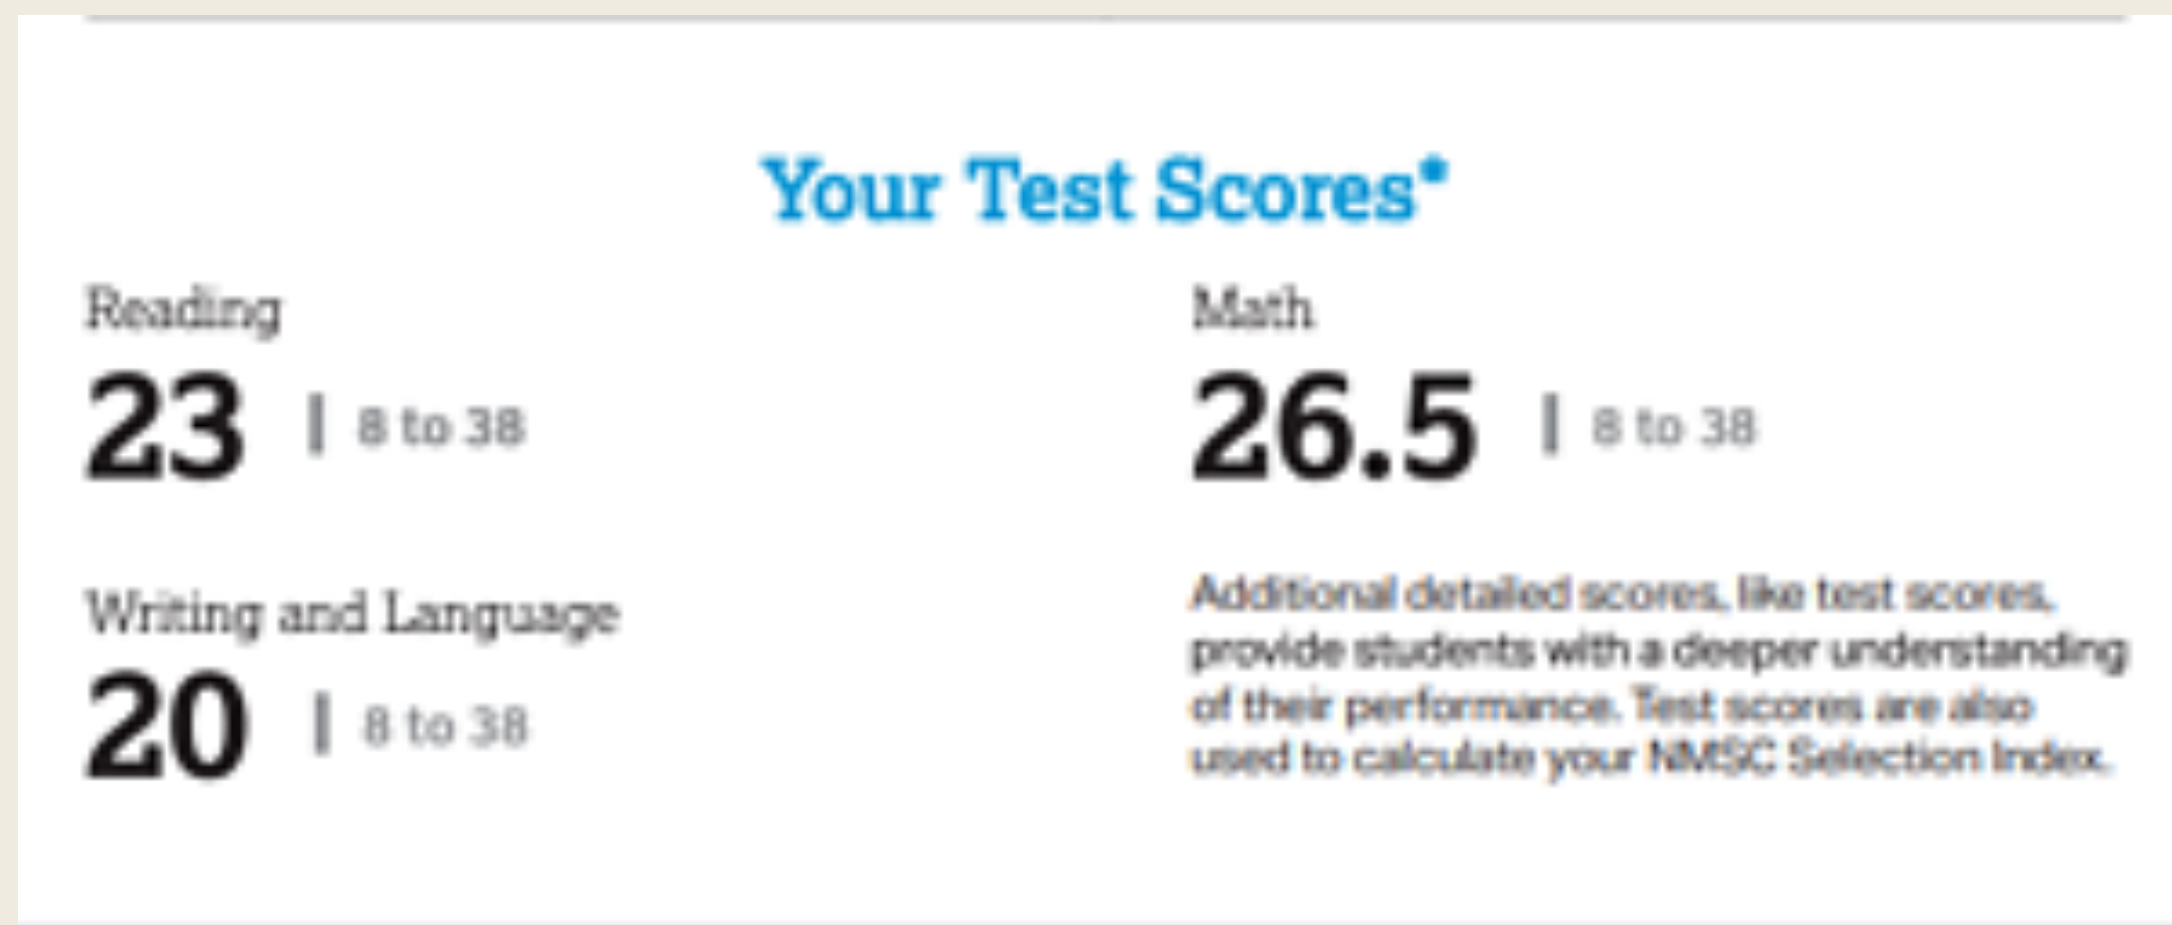 Your Test Scores*
Reading
23 | 8 to 38
Math
26.5 | 8 to 38
Writing and Language
20 | 8 to 38
Additional detailed scores, like test scores,
provide students with a deeper understanding
of their performance. Test scores are also
used to calculate your NMSC Selection Index.